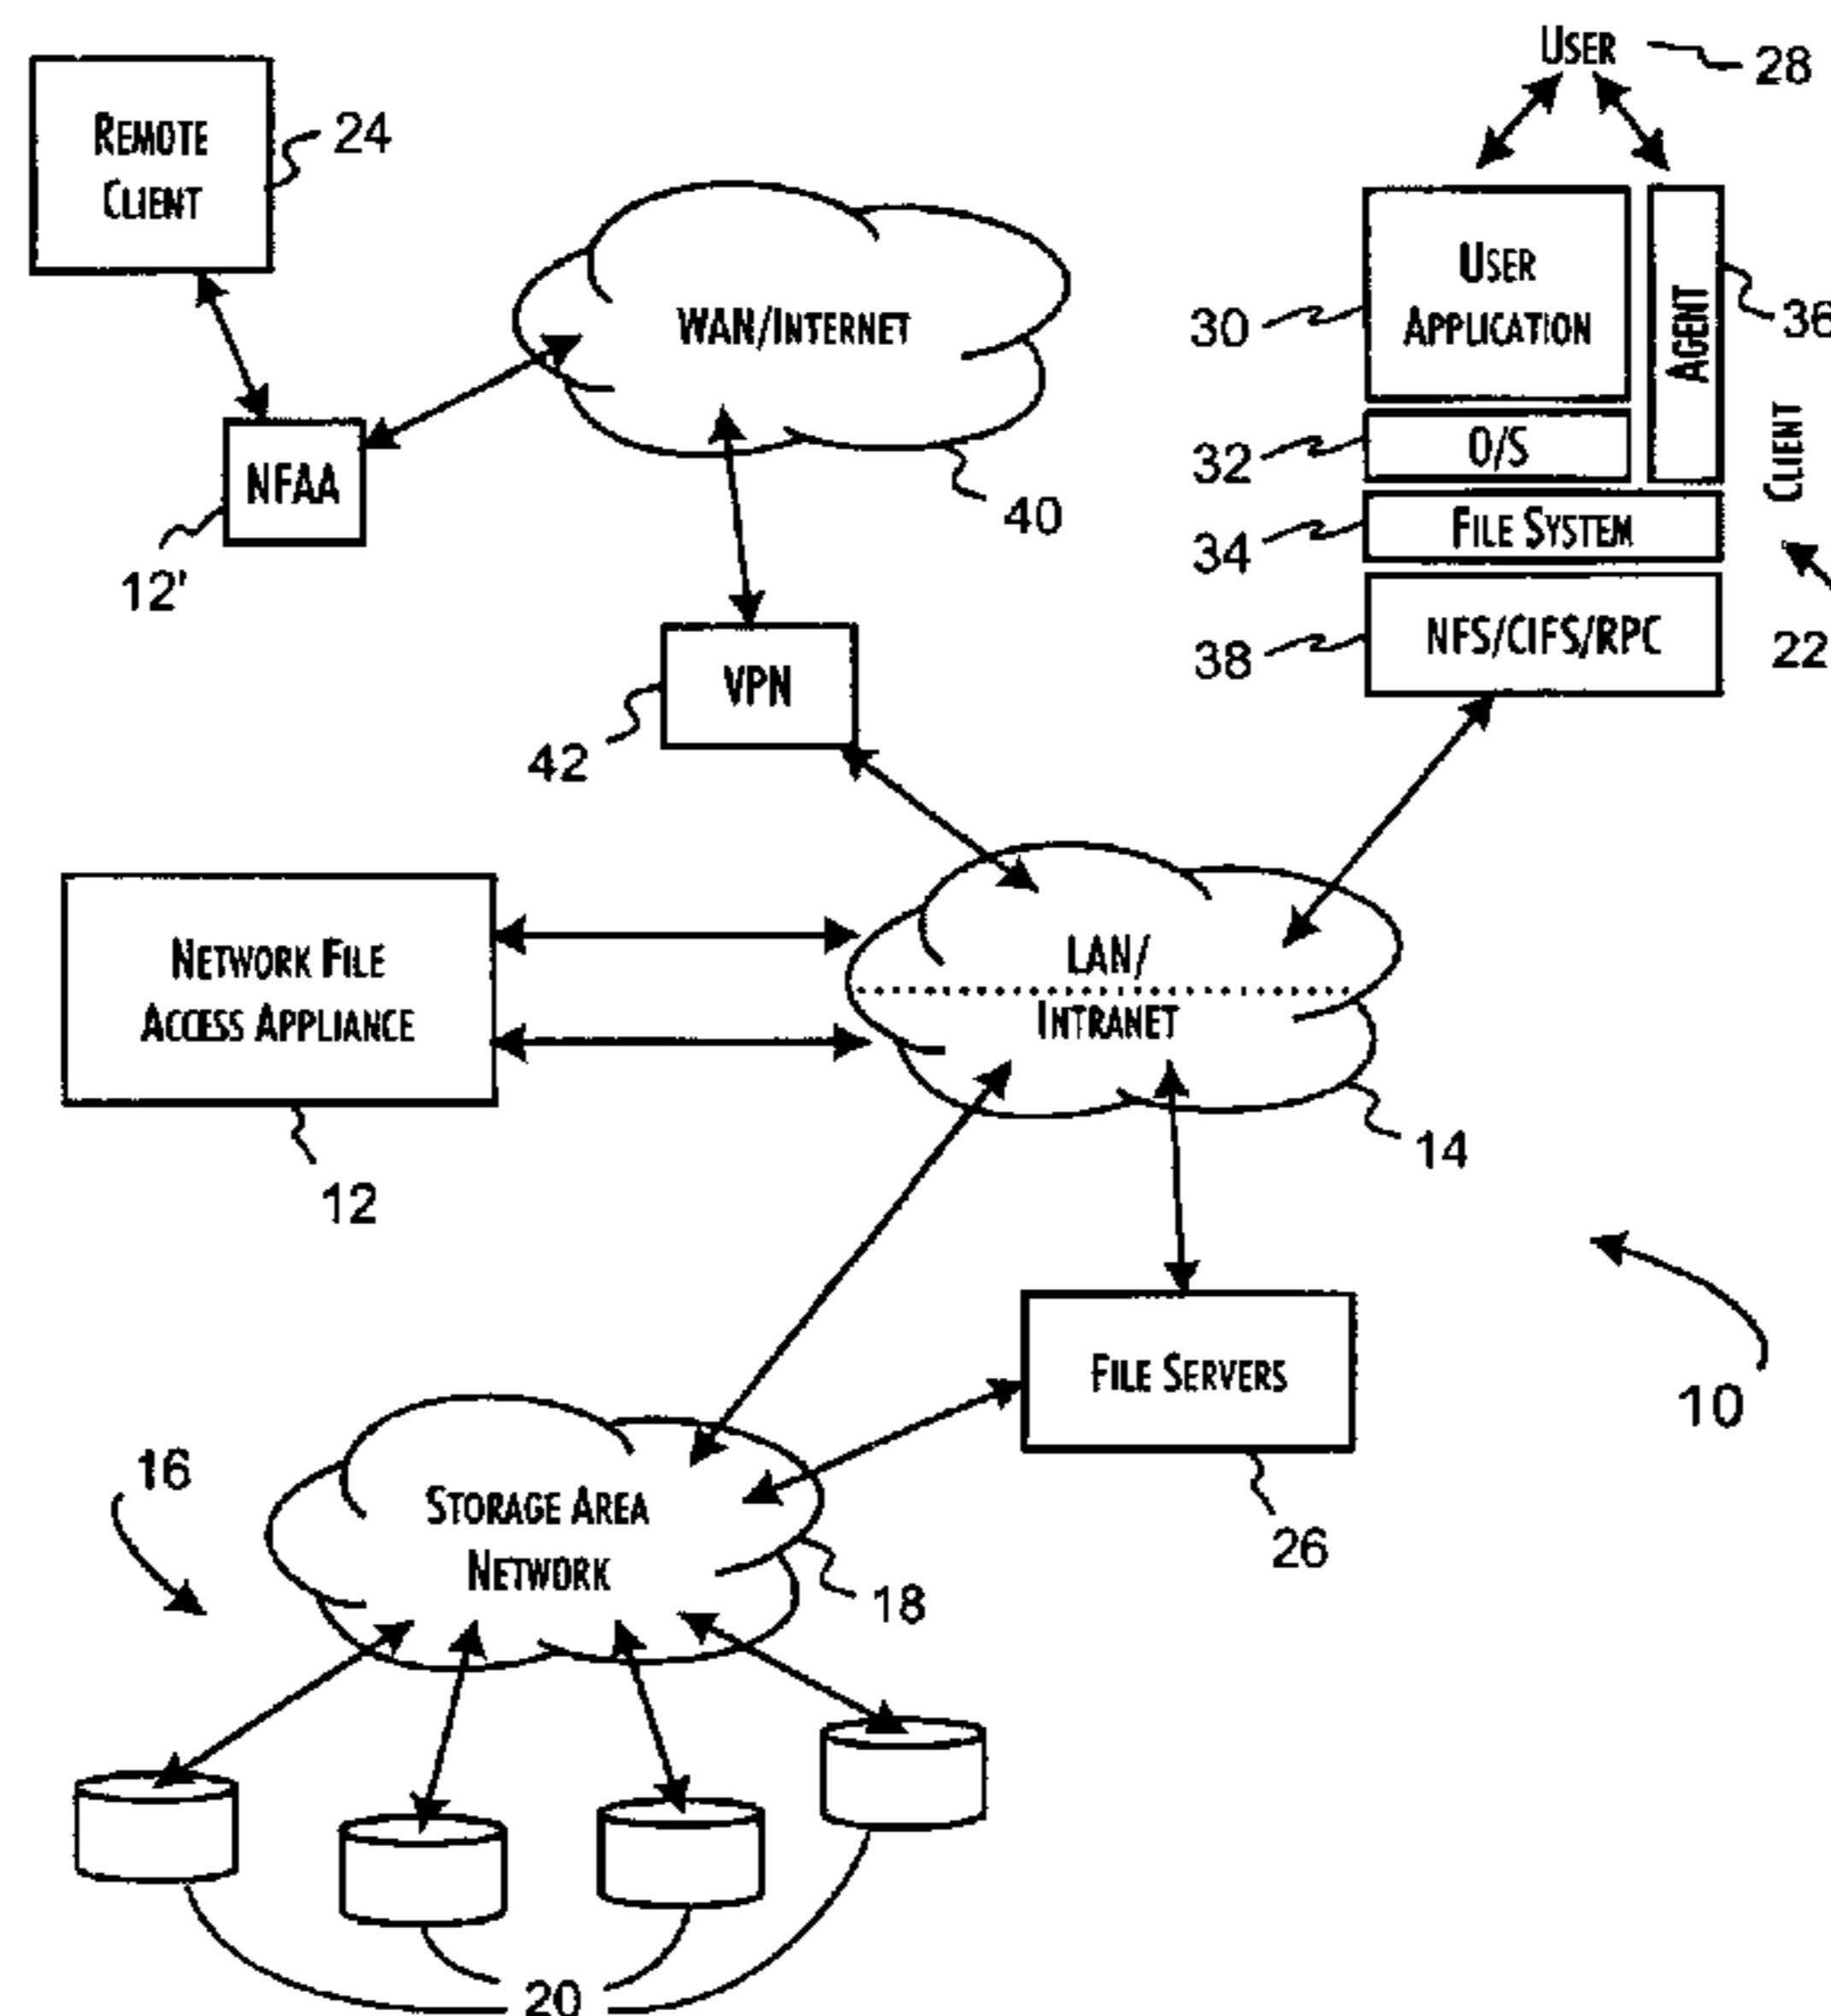 USER
28
REMOTE
CLIENT
24
WAN/INTERNET
40
NFAA
12'
USER
APPLICATION
30
AGENT
36
O/S
32
CLIENT
FILE SYSTEM
34
NFS/CIFS/RPC
38
22
VPN
42
NETWORK FILE
ACCESS APPLIANCE
12
LAN/
INTRANET
14
FILE SERVERS
26
10
16
STORAGE AREA
NETWORK
18
20